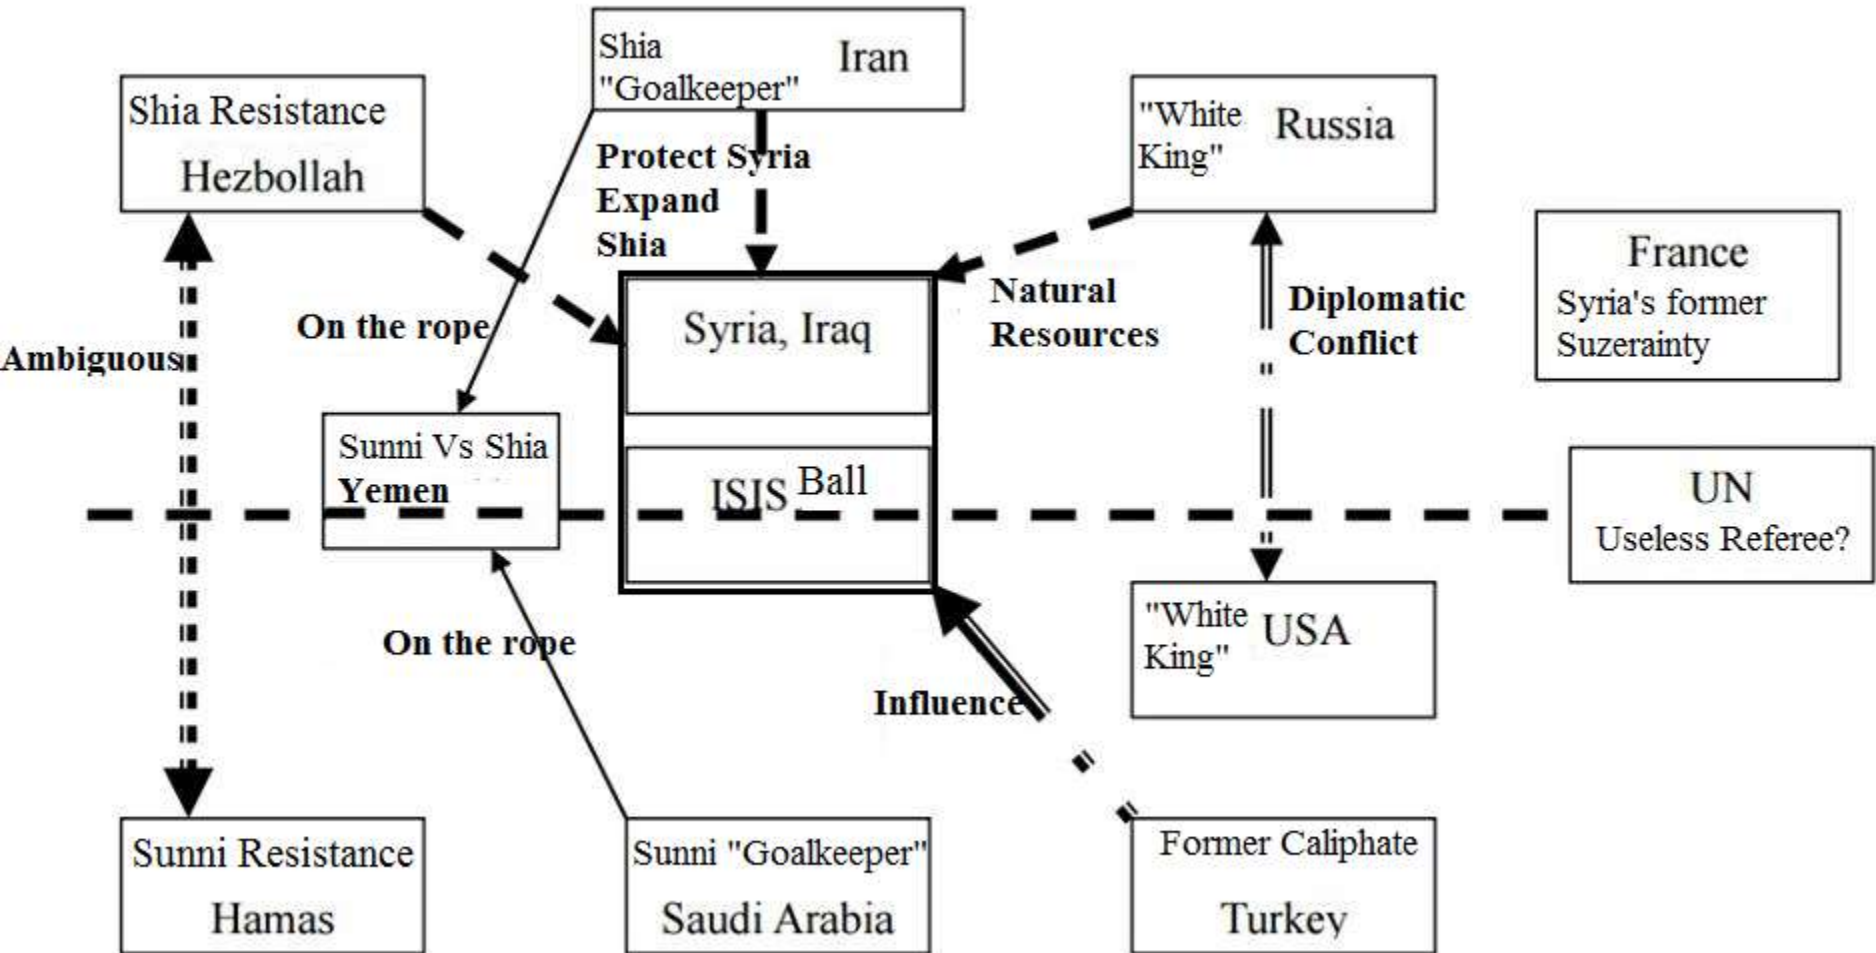 Shia
"Goalkeeper"
Iran
Shia Resistance
Hezbollah
"White
King"
Russia
Protect Syria
Expand
Shia
France
Syria's former
Suzerainty
Natural
Resources
Diplomatic
Conflict
On the rope
Ambiguous
Syria, Iraq
Sunni Vs Shia
Yemen
ISIS Ball
UN
Useless Referee?
"White
King"
USA
On the rope
Influence
Sunni Resistance
Hamas
Sunni "Goalkeeper"
Saudi Arabia
Former Caliphate
Turkey